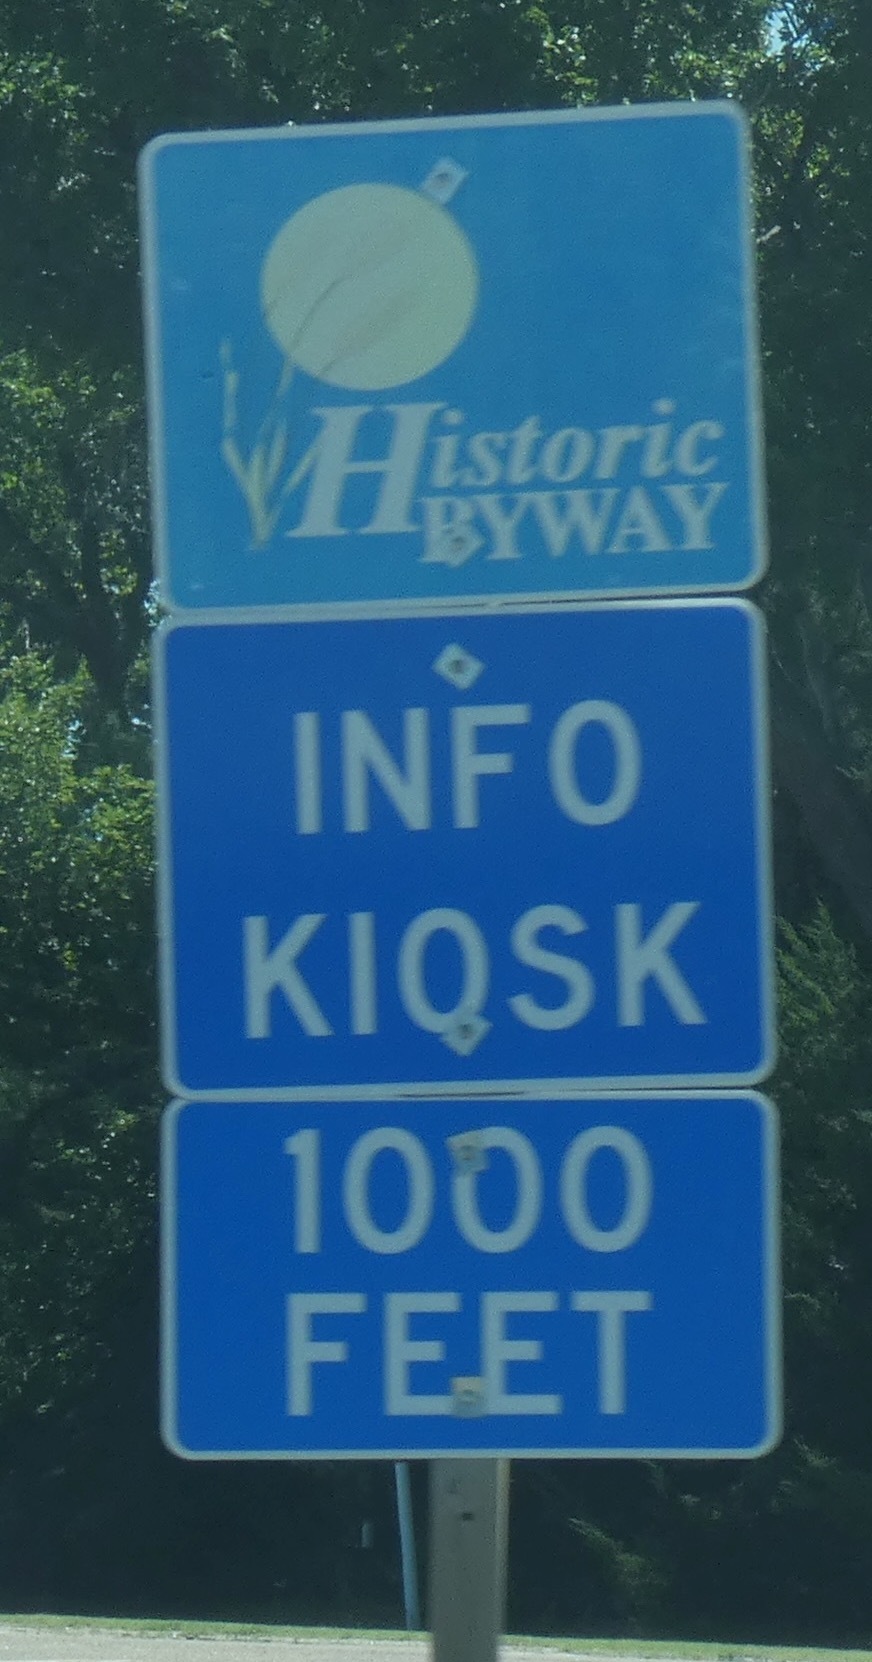 Historic
BYWAY
INFO
KIOSK
1000
FEET